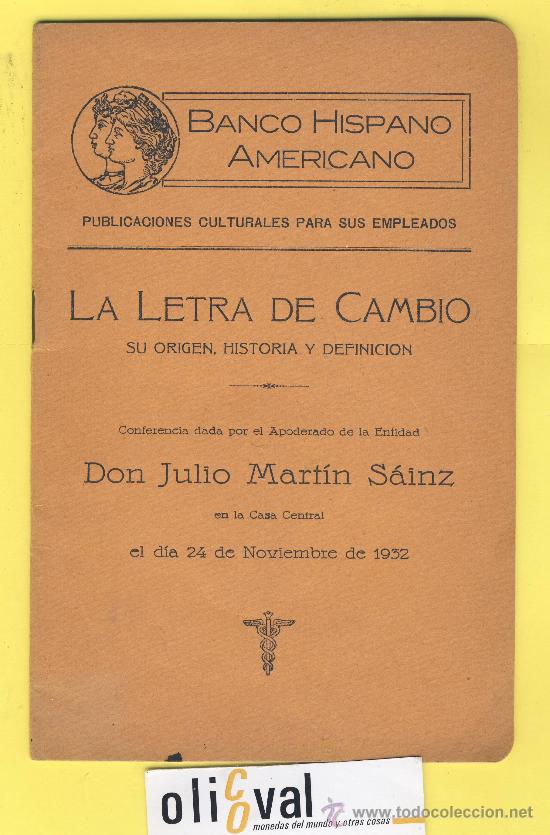 BANCO HISPANO
AMERICANO
PUBLICACIONES CULTURALES PARA SUS EMPLEADOS
LA LETRA DE CAMBIO
SU ORIGEN, HISTORIA Y DEFINICION
Conferencia dada por el Apoderado de la Entidad
Don Julio Martín Sáinz
en la Casa Central
el día 24 de Noviembre de 1932
olicoval
monedas del mundo y otras cosas
www.todocoleccion.net